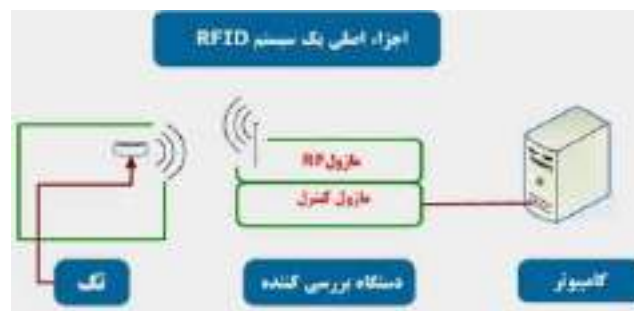 اجزاء اصلی یک سیستم RFID
ماژول RF
ماژول کنترل
تگ
دستگاه بررسی کننده
کامپیوتر